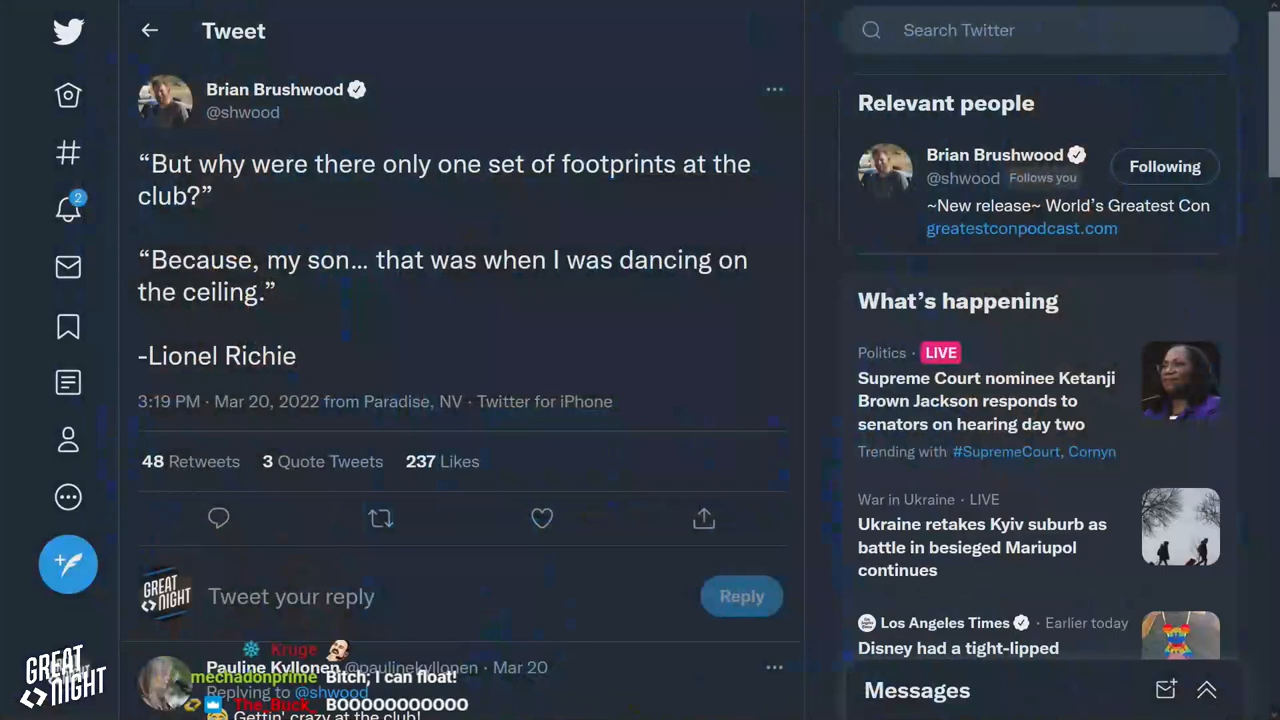 Tweet
Search Twitter
Brian Brushwood
@shwood
“But why were there only one set of footprints at the
club?”
“Because, my son... that was when I was dancing on
the ceiling.”
-Lionel Richie
3:19 PM · Mar 20, 2022 from Paradise, NV · Twitter for iPhone
48 Retweets 3 Quote Tweets 237 Likes
GREAT
NIGHT
Tweet your reply
Reply
Kruge
Pauline Kyllonen @paulinekyllonen · Mar 20
mechadonprime Bitch, I can float!
Replying to @shwood
The_Buck_ BOOOOOOOOOOO
Gettin' crazy at the club!
2
GREAT
NIGHT
Relevant people
Brian Brushwood
@shwood Follows you
Following
~New release~ World’s Greatest Con
greatestconpodcast.com
What’s happening
Politics · LIVE
Supreme Court nominee Ketanji
Brown Jackson responds to
senators on hearing day two
Trending with #SupremeCourt, Cornyn
War in Ukraine · LIVE
Ukraine retakes Kyiv suburb as
battle in besieged Mariupol
continues
Los Angeles Times · Earlier today
Disney had a tight-lipped
Messages